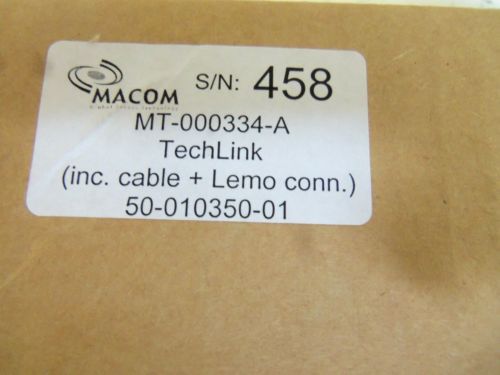 S/N: 458
MACOM
MT-000334-A
TechLink
(inc. cable + Lemo conn.)
50-010350-01